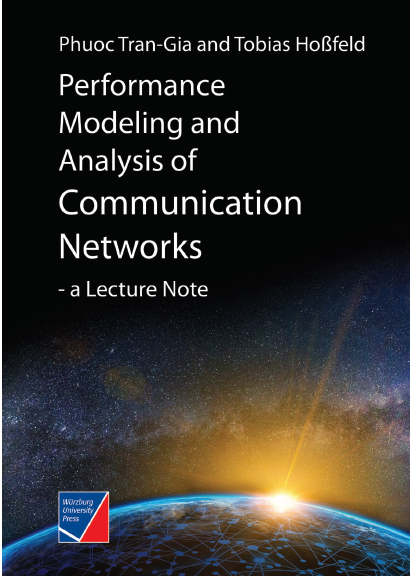 Phuoc Tran-Gia and Tobias Hoßfeld
Performance
Modeling and
Analysis of
Communication
Networks
- a Lecture Note
Würzburg
University
Press